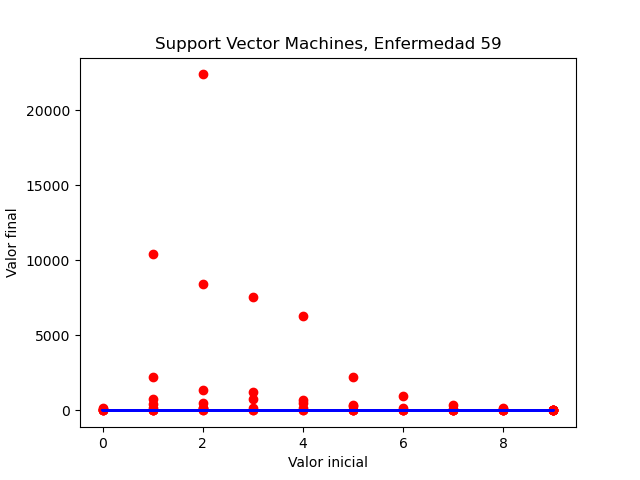 Support Vector Machines, Enfermedad 59
20000
15000
10000
5000
0
Valor final
0 2 4 6 8
Valor inicial